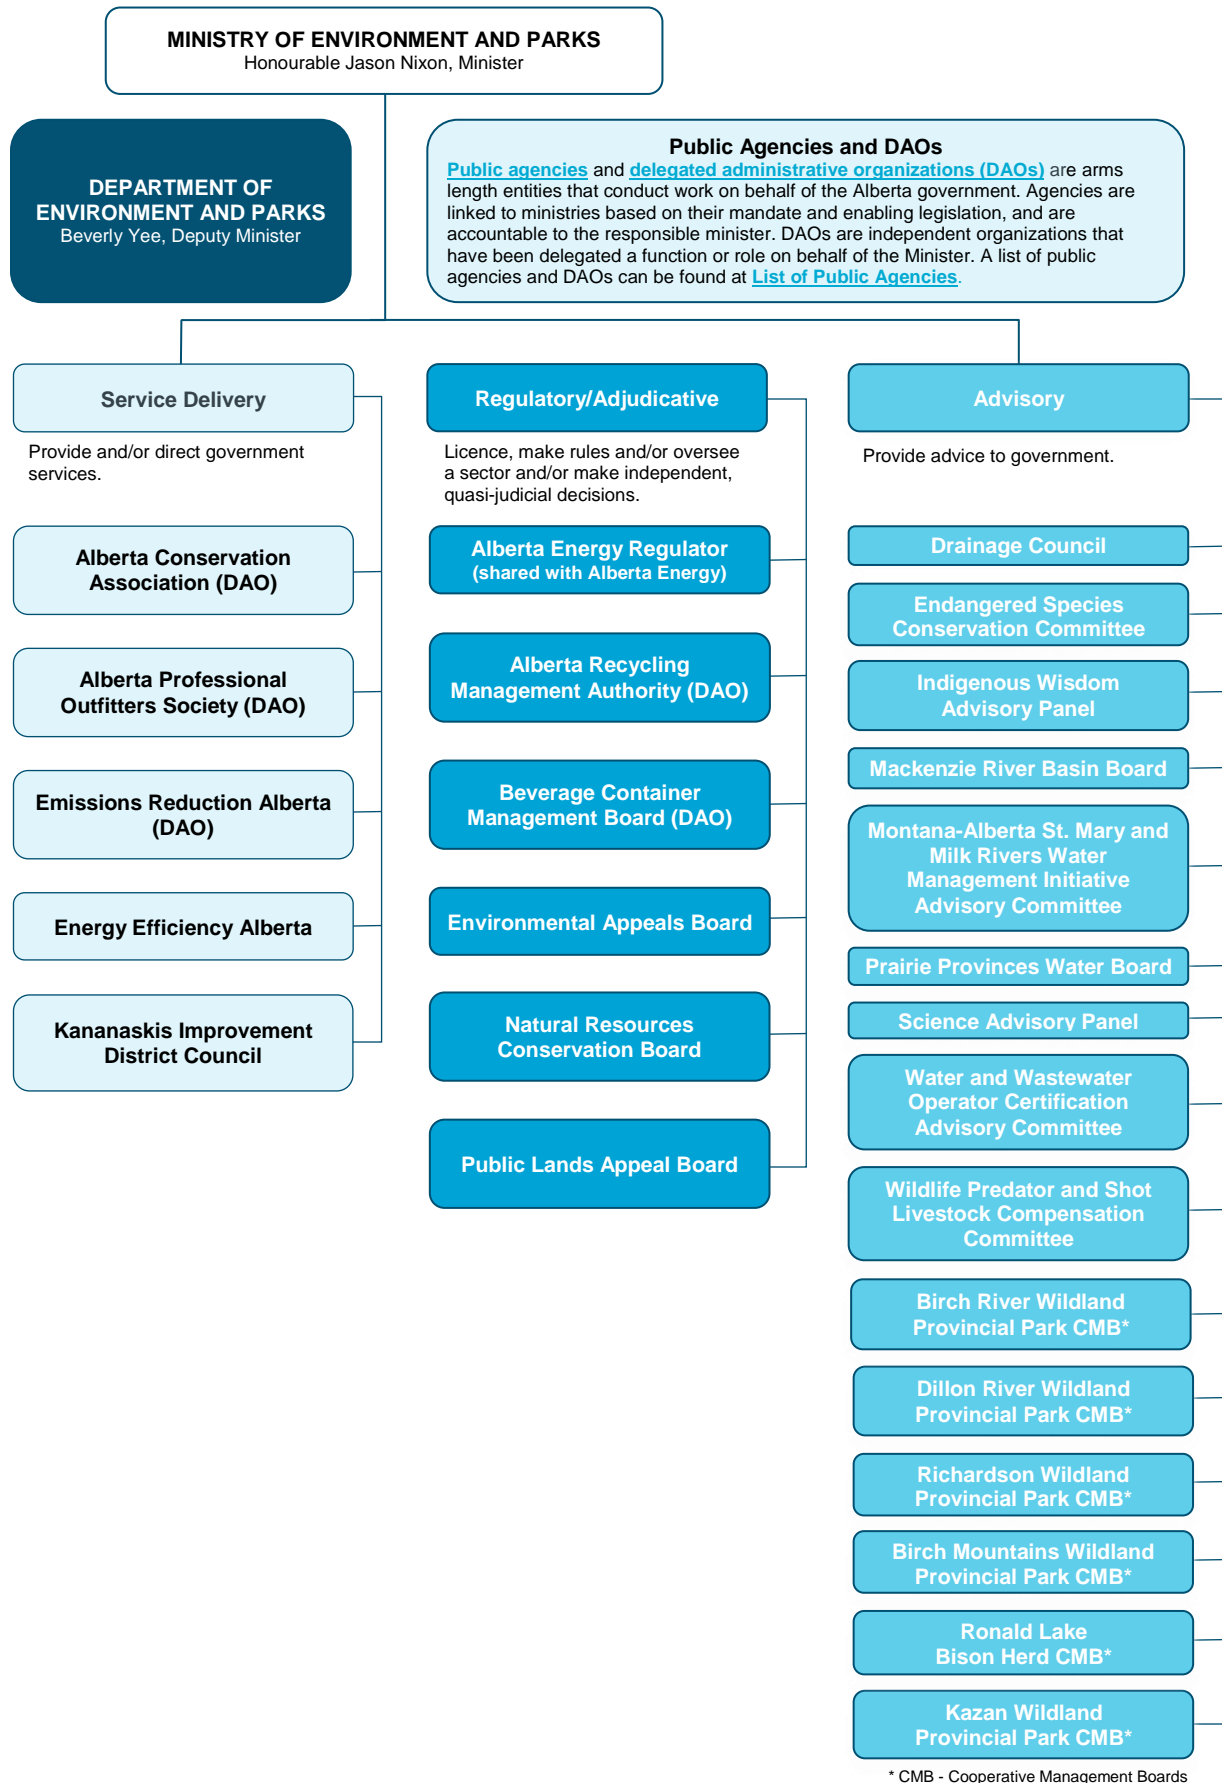 MINISTRY OF ENVIRONMENT AND PARKS
Honourable Jason Nixon, Minister
DEPARTMENT OF
ENVIRONMENT AND PARKS
Beverly Yee, Deputy Minister
Public Agencies and DAOs
Public agencies and delegated administrative organizations (DAOs) are arms
length entities that conduct work on behalf of the Alberta government. Agencies are
linked to ministries based on their mandate and enabling legislation, and are
accountable to the responsible minister. DAOs are independent organizations that
have been delegated a function or role on behalf of the Minister. A list of public
agencies and DAOs can be found at List of Public Agencies.
Service Delivery
Provide and/or direct government
services.
Alberta Conservation
Association (DAO)
Alberta Professional
Outfitters Society (DAO)
Emissions Reduction Alberta
(DAO)
Energy Efficiency Alberta
Kananaskis Improvement
District Council
Regulatory/Adjudicative
Licence, make rules and/or oversee
a sector and/or make independent,
quasi-judicial decisions.
Alberta Energy Regulator
(shared with Alberta Energy)
Alberta Recycling
Management Authority (DAO)
Beverage Container
Management Board (DAO)
Environmental Appeals Board
Natural Resources
Conservation Board
Public Lands Appeal Board
Advisory
Provide advice to government.
Drainage Council
Endangered Species
Conservation Committee
Indigenous Wisdom
Advisory Panel
Mackenzie River Basin Board
Montana-Alberta St. Mary and
Milk Rivers Water
Management Initiative
Advisory Committee
Prairie Provinces Water Board
Science Advisory Panel
Water and Wastewater
Operator Certification
Advisory Committee
Wildlife Predator and Shot
Livestock Compensation
Committee
Birch River Wildland
Provincial Park CMB*
Dillon River Wildland
Provincial Park CMB*
Richardson Wildland
Provincial Park CMB*
Birch Mountains Wildland
Provincial Park CMB*
Ronald Lake
Bison Herd CMB*
Kazan Wildland
Provincial Park CMB*
* CMB - Cooperative Management Boards